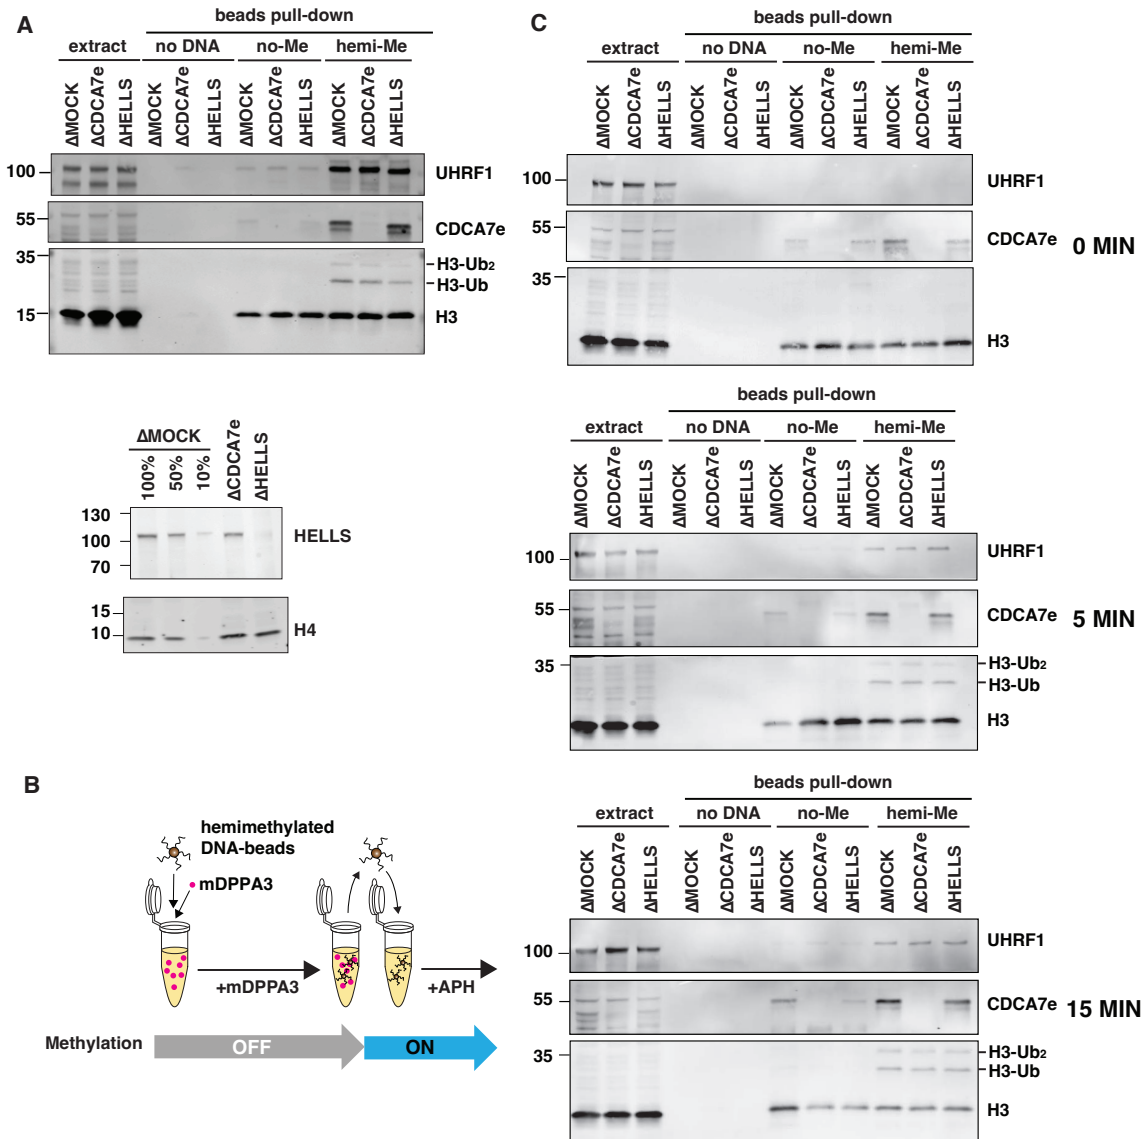 A
beads pull-down
extract
no DNA
no-Me
hemi-Me
ΔMOCK
ΔCDCA7e
ΔHELLS
ΔMOCK
ΔCDCA7e
ΔHELLS
ΔMOCK
ΔCDCA7e
ΔHELLS
ΔMOCK
ΔCDCA7e
ΔHELLS
100
UHRF1
55
CDCA7e
35
H3-Ub2
H3-Ub
15
H3
ΔMOCK
100%
50%
10%
ΔCDCA7e
ΔHELLS
130
100
70
HELLS
15
10
H4
B
hemimethylated
DNA-beads
mDPPA3
+mDPPA3
+APH
Methylation
OFF
ON
C
beads pull-down
extract
no DNA
no-Me
hemi-Me
ΔMOCK
ΔCDCA7e
ΔHELLS
ΔMOCK
ΔCDCA7e
ΔHELLS
ΔMOCK
ΔCDCA7e
ΔHELLS
ΔMOCK
ΔCDCA7e
ΔHELLS
100
UHRF1
55
CDCA7e
0 MIN
35
H3
beads pull-down
extract
no DNA
no-Me
hemi-Me
ΔMOCK
ΔCDCA7e
ΔHELLS
ΔMOCK
ΔCDCA7e
ΔHELLS
ΔMOCK
ΔCDCA7e
ΔHELLS
ΔMOCK
ΔCDCA7e
ΔHELLS
100
UHRF1
55
CDCA7e
5 MIN
35
H3-Ub2
H3-Ub
H3
beads pull-down
extract
no DNA
no-Me
hemi-Me
ΔMOCK
ΔCDCA7e
ΔHELLS
ΔMOCK
ΔCDCA7e
ΔHELLS
ΔMOCK
ΔCDCA7e
ΔHELLS
ΔMOCK
ΔCDCA7e
ΔHELLS
100
UHRF1
55
CDCA7e
15 MIN
35
H3-Ub2
H3-Ub
H3